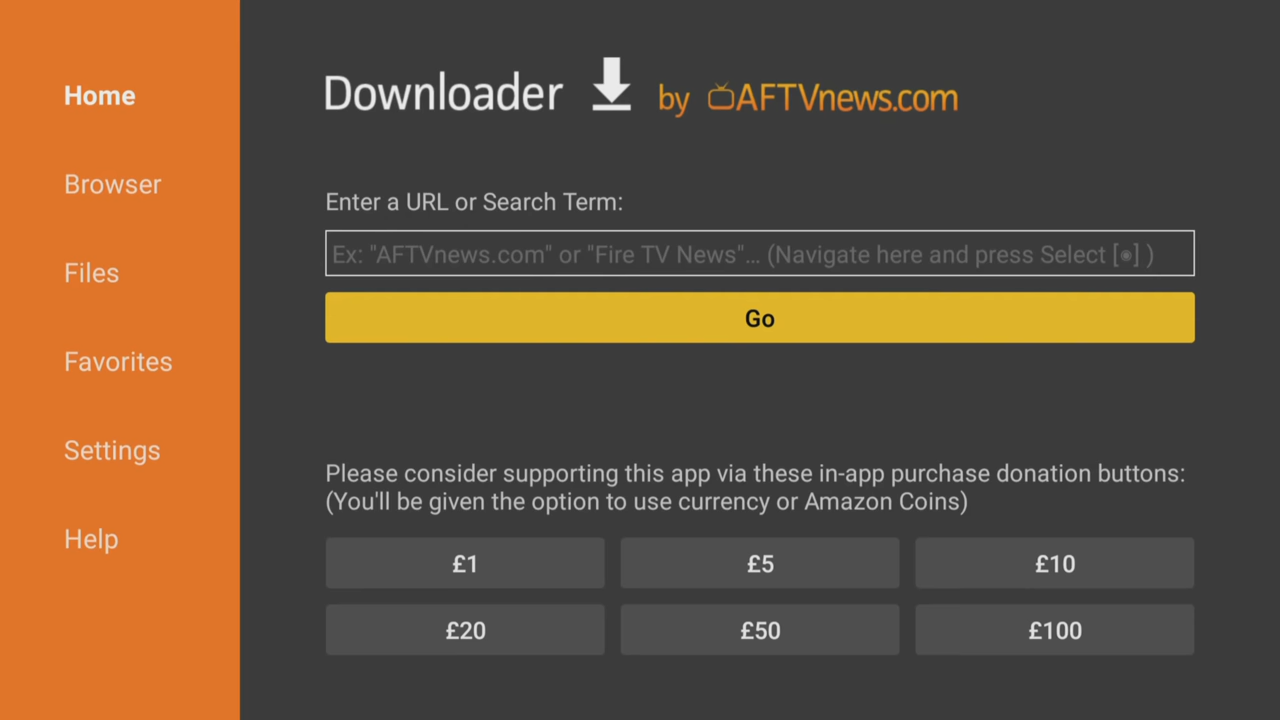 Home
Browser
Files
Favorites
Settings
Help
Downloader by AFTVnews.com
Enter a URL or Search Term:
Ex: "AFTVnews.com" or "Fire TV News"... (Navigate here and press Select [◉] )
Go
Please consider supporting this app via these in-app purchase donation buttons:
(You'll be given the option to use currency or Amazon Coins)
£1 £5 £10
£20 £50 £100